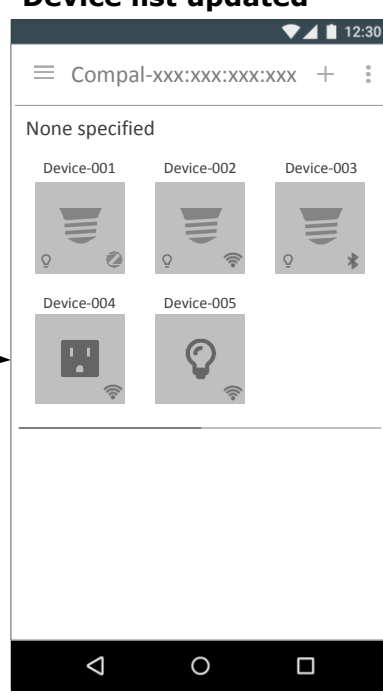 Device list updated
12:30
Compal-xxx:xxx:xxx:xxx
None specified
Device-001 Device-002 Device-003
Device-004 Device-005